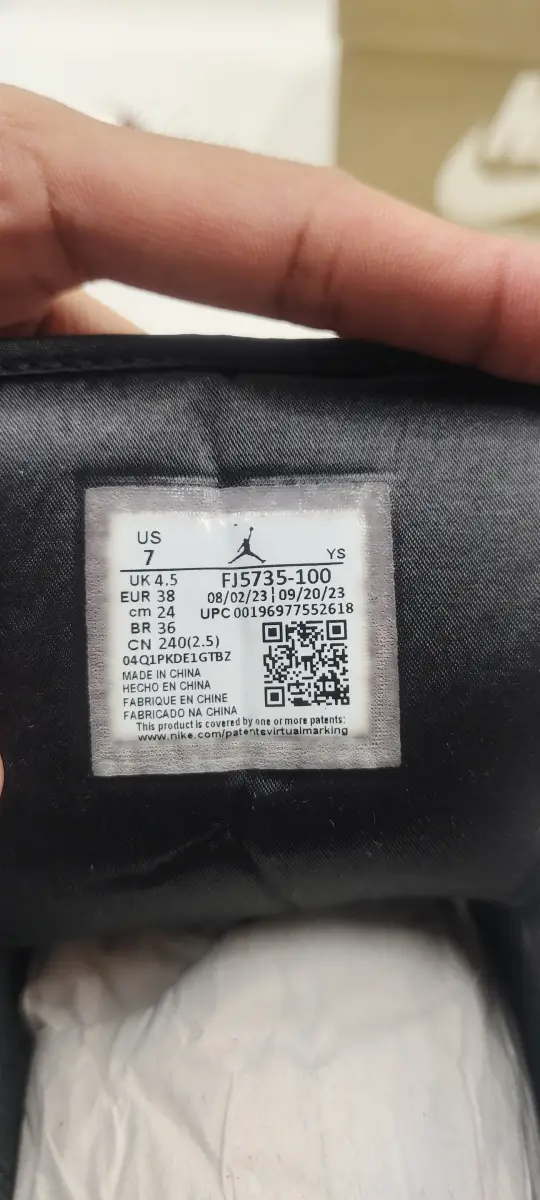 US
7
YS
UK 4.5
EUR 38
cm 24
BR 36
CN 240(2.5)
FJ5735-100
08/02/23 | 09/20/23
UPC 00196977552618
04Q1PKDE1GTBZ
MADE IN CHINA
HECHO EN CHINA
FABRIQUE EN CHINE
FABRICADO NA CHINA
This product is covered by one or more patents:
www.nike.com/patentsvirtualmarking